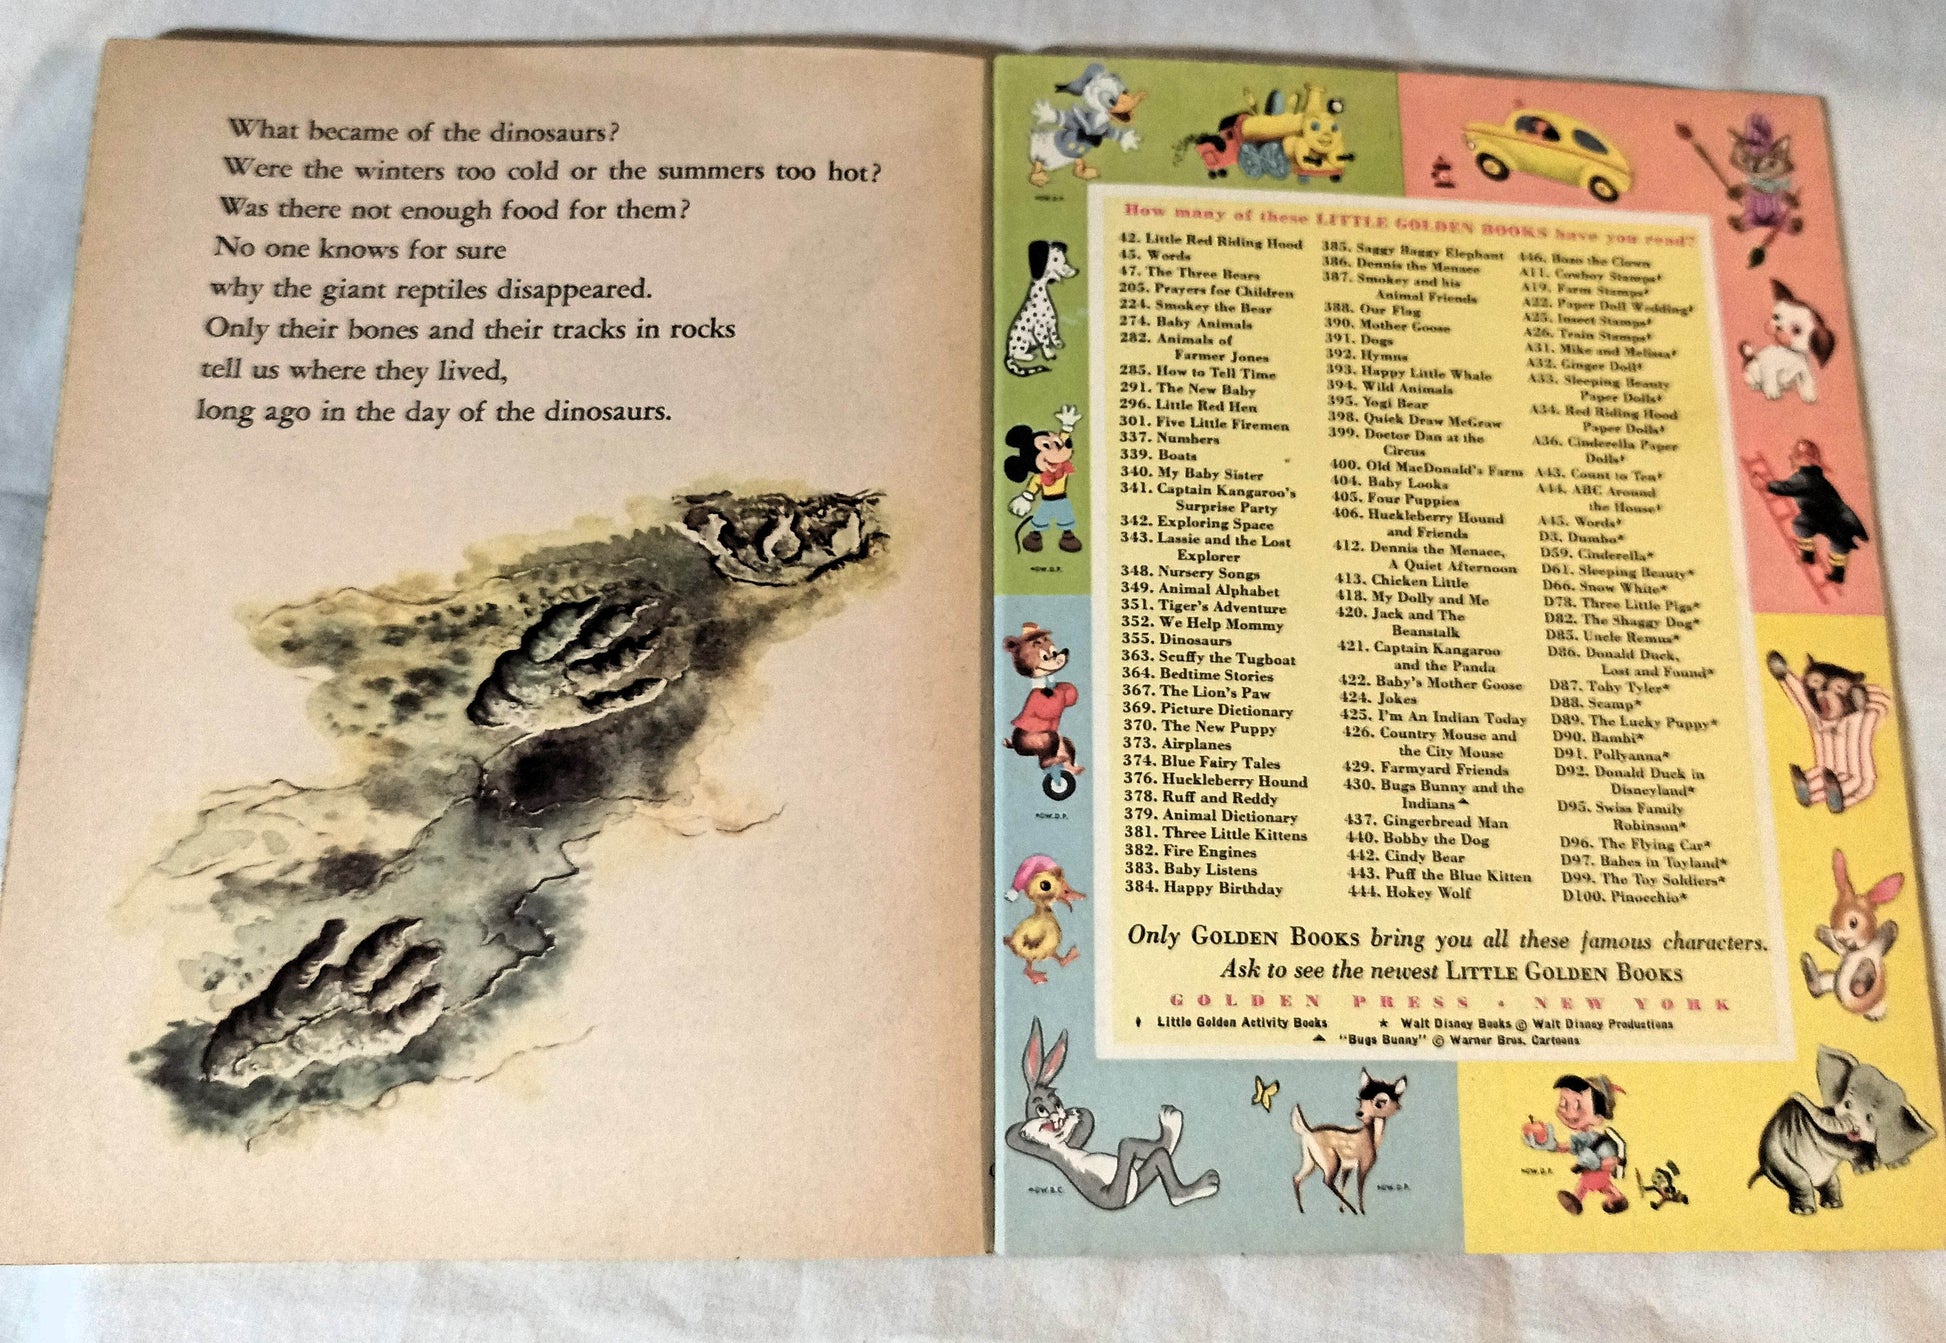 What became of the dinosaurs?
Were the winters too cold or the summers too hot?
Was there not enough food for them?
No one knows for sure
why the giant reptiles disappeared.
Only their bones and their tracks in rocks
tell us where they lived,
long ago in the day of the dinosaurs.
How many of these LITTLE GOLDEN BOOKS have you read?
42. Little Red Riding Hood
45. Words
47. The Three Bears
205. Prayers for Children
224. Smokey the Bear
274. Baby Animals
282. Animals of
Farmer Jones
285. How to Tell Time
291. The New Baby
296. Little Red Hen
301. Five Little Firemen
337. Numbers
339. Boats
340. My Baby Sister
341. Captain Kangaroo's
Surprise Party
342. Exploring Space
343. Lassie and the Lost
Explorer
348. Nursery Songs
349. Animal Alphabet
351. Tiger's Adventure
352. We Help Mommy
355. Dinosaurs
363. Scuffy the Tugboat
364. Bedtime Stories
367. The Lion's Paw
369. Picture Dictionary
370. The New Puppy
373. Airplanes
374. Blue Fairy Tales
376. Huckleberry Hound
378. Ruff and Reddy
379. Animal Dictionary
381. Three Little Kittens
382. Fire Engines
383. Baby Listens
384. Happy Birthday
385. Saggy Baggy Elephant
386. Dennis the Menace
387. Smokey and his
Animal Friends
388. Our Flag
390. Mother Goose
391. Dogs
392. Hymns
393. Happy Little Whale
394. Wild Animals
395. Yogi Bear
398. Quick Draw McGraw
399. Doctor Dan at the
Circus
400. Old MacDonald's Farm
404. Baby Looks
405. Four Puppies
406. Huckleberry Hound
and Friends
412. Dennis the Menace,
A Quiet Afternoon
413. Chicken Little
418. My Dolly and Me
420. Jack and The
Beanstalk
421. Captain Kangaroo
and the Panda
422. Baby's Mother Goose
424. Jokes
425. I'm An Indian Today
426. Country Mouse and
the City Mouse
429. Farmyard Friends
430. Bugs Bunny and the
Indians▲
437. Gingerbread Man
440. Bobby the Dog
442. Cindy Bear
443. Puff the Blue Kitten
444. Hokey Wolf
446. Bozo the Clown
A11. Cowboy Stamps♦
A19. Farm Stamps♦
A22. Paper Doll Wedding♦
A25. Insect Stamps♦
A26. Train Stamps♦
A31. Mike and Melissa♦
A32. Ginger Doll♦
A33. Sleeping Beauty
Paper Dolls♦
A34. Red Riding Hood
Paper Dolls♦
A36. Cinderella Paper
Dolls♦
A43. Count to Ten♦
A44. ABC Around
the House♦
A45. Words♦
D3. Dumbo*
D59. Cinderella*
D61. Sleeping Beauty*
D66. Snow White*
D78. Three Little Pigs*
D82. The Shaggy Dog*
D85. Uncle Remus*
D86. Donald Duck,
Lost and Found*
D87. Toby Tyler*
D88. Scamp*
D89. The Lucky Puppy*
D90. Bambi*
D91. Pollyanna*
D92. Donald Duck in
Disneyland*
D95. Swiss Family
Robinson*
D96. The Flying Car*
D97. Babes in Toyland*
D99. The Toy Soldiers*
D100. Pinocchio*
Only GOLDEN BOOKS bring you all these famous characters.
Ask to see the newest LITTLE GOLDEN BOOKS
GOLDEN PRESS • NEW YORK
♦ Little Golden Activity Books * Walt Disney Books © Walt Disney Productions
▲ "Bugs Bunny" © Warner Bros. Cartoons
©W.D.P.
©W.D.P.
©W.D.P.
©W.B.C.
©W.D.P.
©W.D.P.